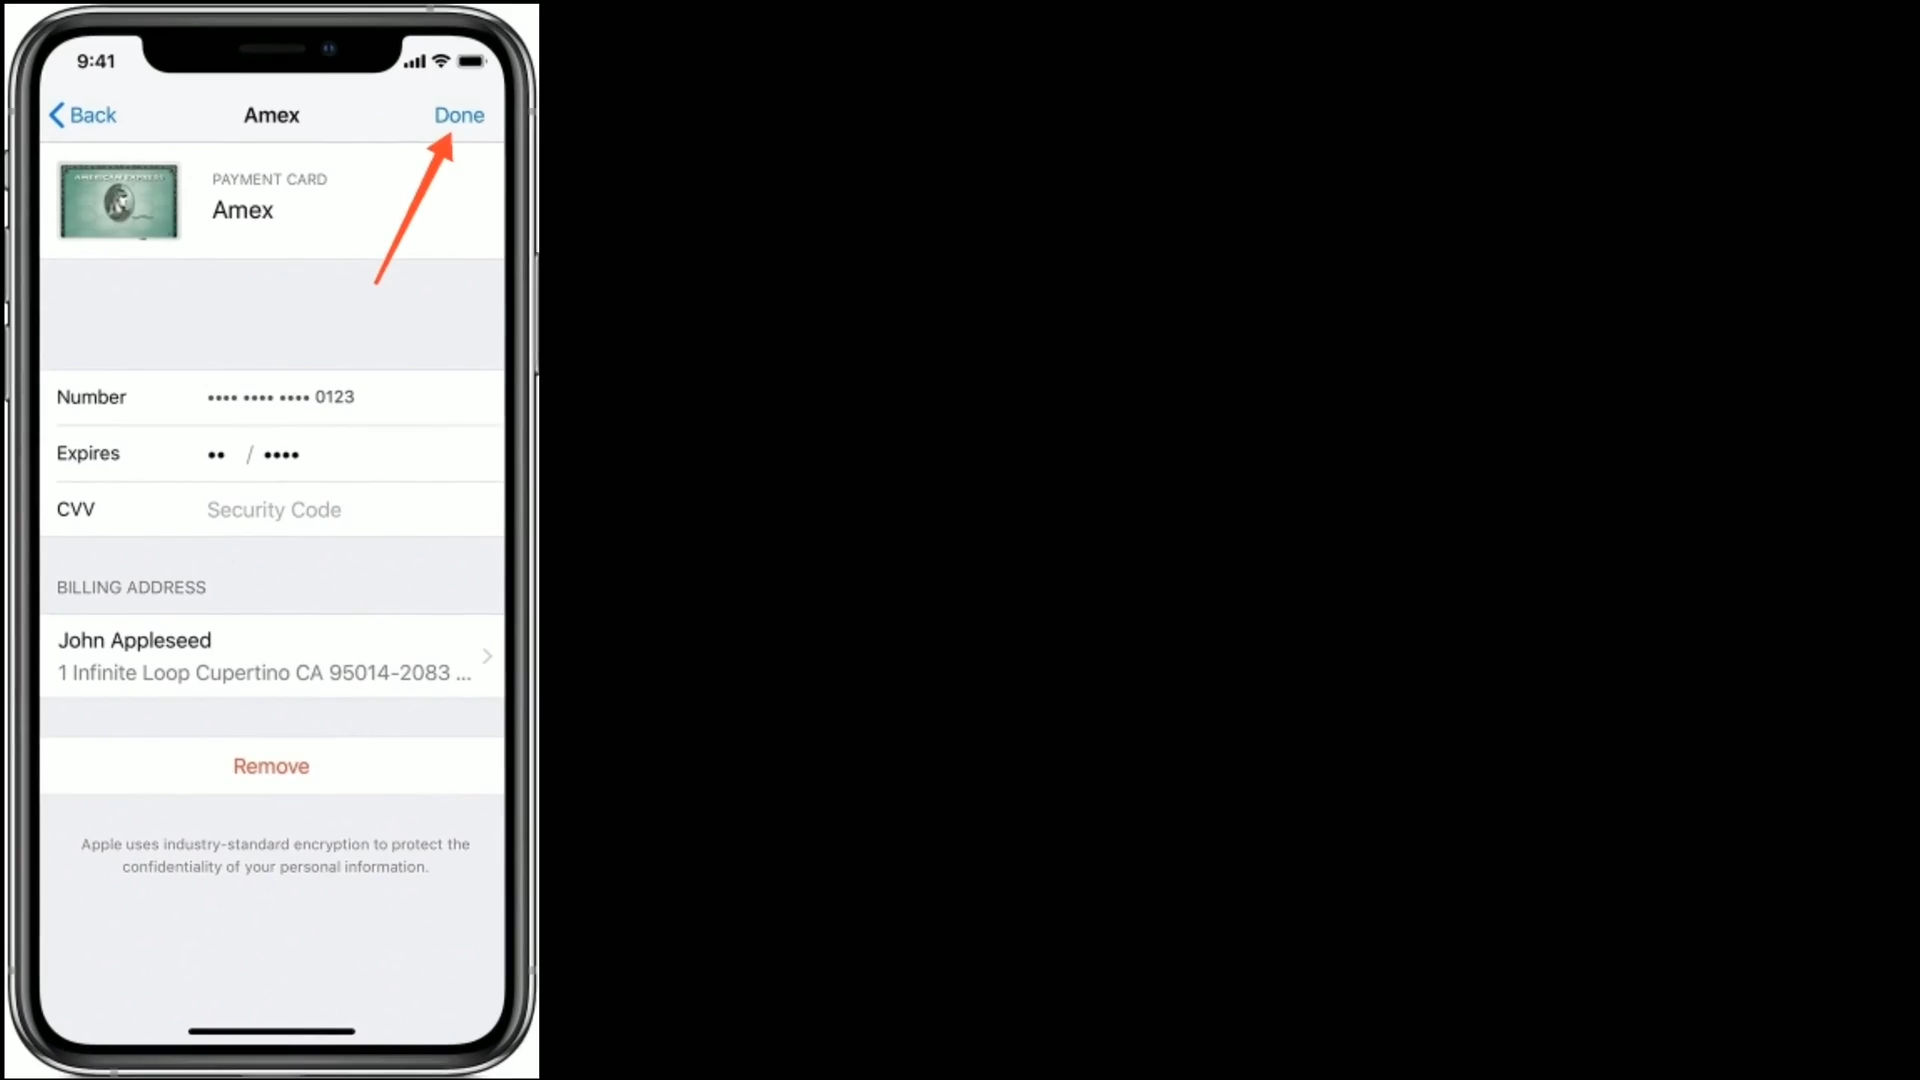 9:41
Back
Amex
Done
AMERICAN EXPRESS
PAYMENT CARD
Amex
Number •••• •••• •••• 0123
Expires •• / ••••
CVV Security Code
BILLING ADDRESS
John Appleseed
1 Infinite Loop Cupertino CA 95014-2083 ...
Remove
Apple uses industry-standard encryption to protect the
confidentiality of your personal information.